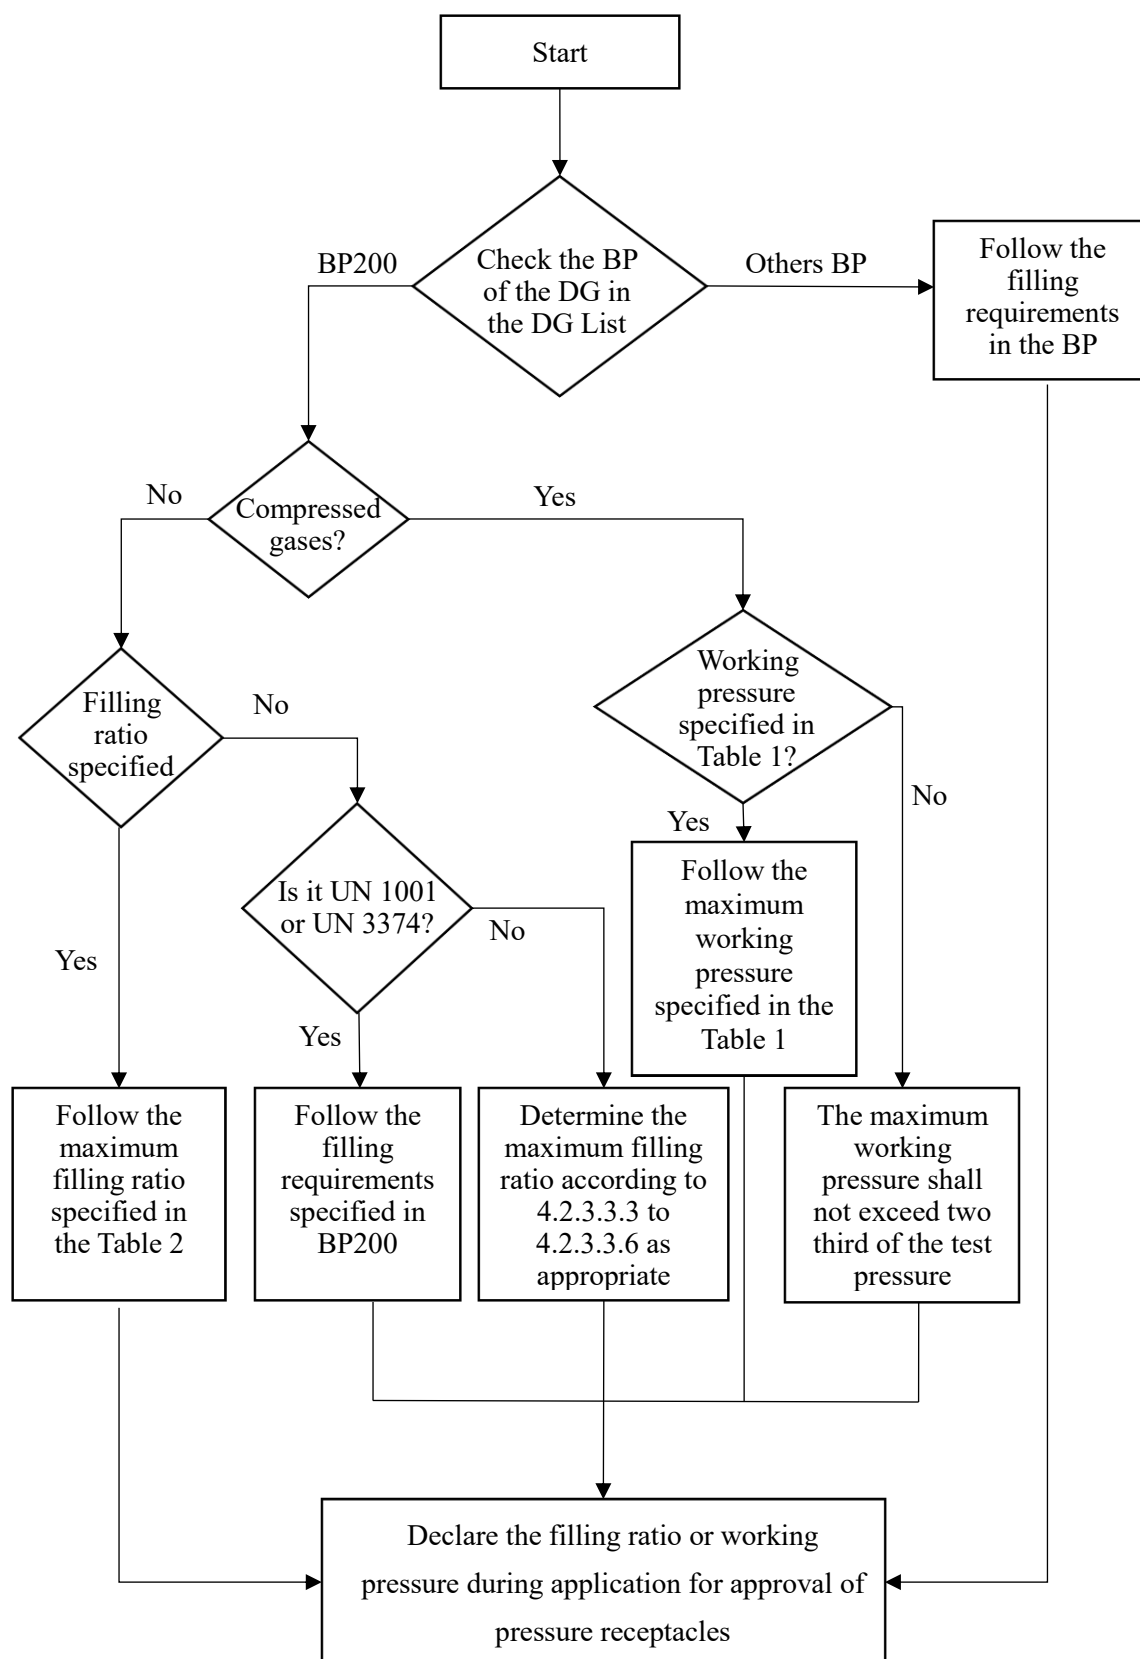 Start
BP200
Check the BP
of the DG in
the DG List
Others BP
Follow the
filling
requirements
in the BP
No
Compressed
gases?
Yes
Filling
ratio
specified
No
Working
pressure
specified in
Table 1?
No
Yes
Is it UN 1001
or UN 3374?
No
Yes
Yes
Follow the
maximum
working
pressure
specified in the
Table 1
Follow the
maximum
filling ratio
specified in
the Table 2
Follow the
filling
requirements
specified in
BP200
Determine the
maximum filling
ratio according to
4.2.3.3.3 to
4.2.3.3.6 as
appropriate
The maximum
working
pressure shall
not exceed two
third of the test
pressure
Declare the filling ratio or working
pressure during application for approval of
pressure receptacles